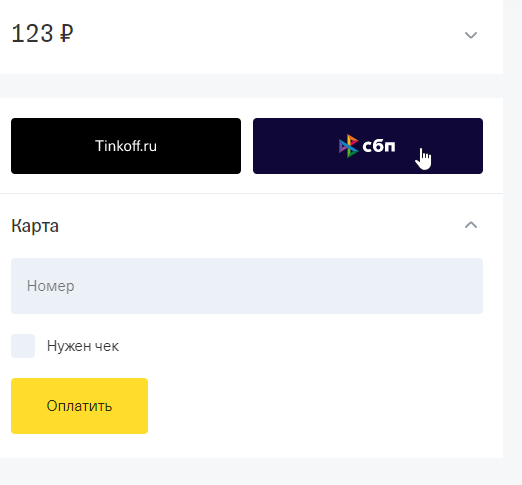 123 ₽
Tinkoff.ru
сбп
Карта
Номер
Нужен чек
Оплатить